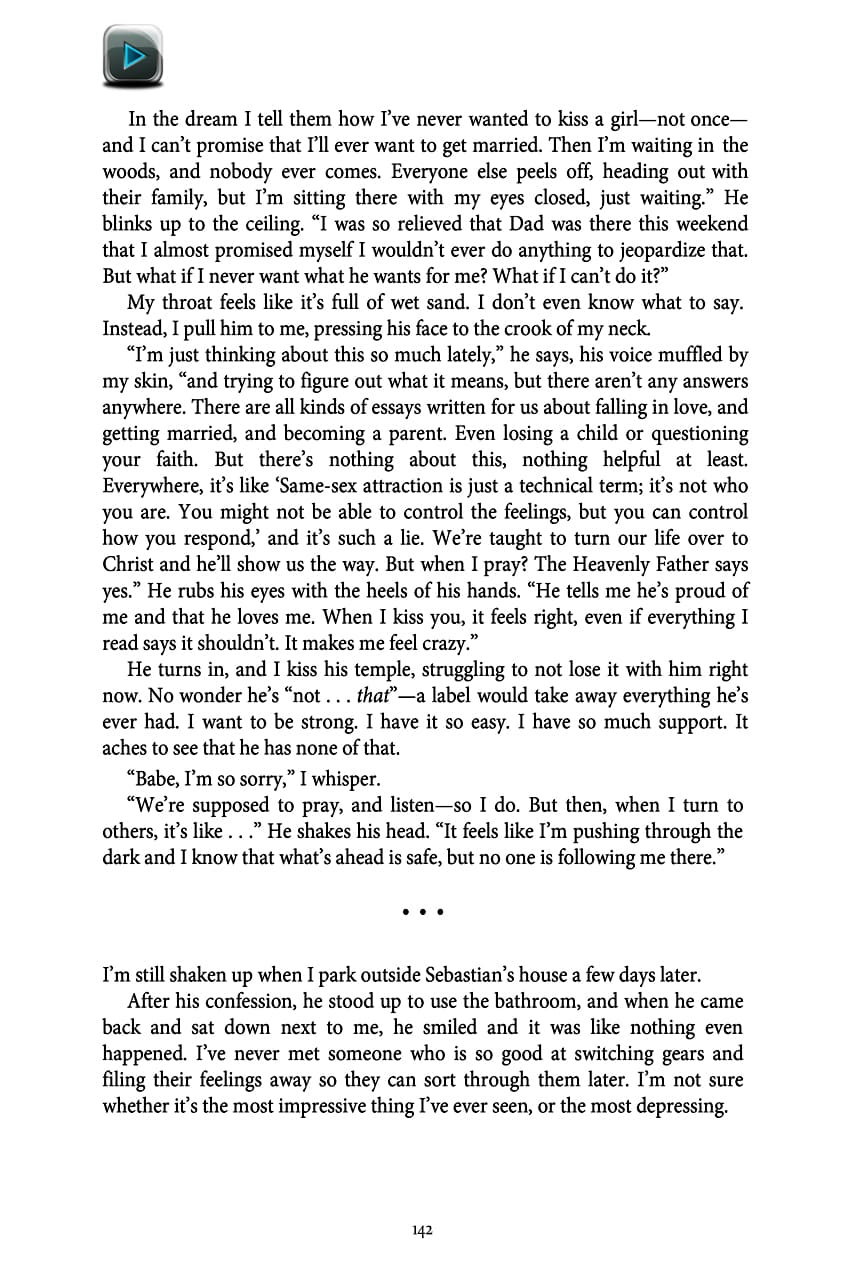 In the dream I tell them how I’ve never wanted to kiss a girl—not once—
and I can’t promise that I’ll ever want to get married. Then I’m waiting in the
woods, and nobody ever comes. Everyone else peels off, heading out with
their family, but I’m sitting there with my eyes closed, just waiting.” He
blinks up to the ceiling. “I was so relieved that Dad was there this weekend
that I almost promised myself I wouldn’t ever do anything to jeopardize that.
But what if I never want what he wants for me? What if I can’t do it?”
My throat feels like it’s full of wet sand. I don’t even know what to say.
Instead, I pull him to me, pressing his face to the crook of my neck.
“I’m just thinking about this so much lately,” he says, his voice muffled by
my skin, “and trying to figure out what it means, but there aren’t any answers
anywhere. There are all kinds of essays written for us about falling in love, and
getting married, and becoming a parent. Even losing a child or questioning
your faith. But there’s nothing about this, nothing helpful at least.
Everywhere, it’s like ‘Same-sex attraction is just a technical term; it’s not who
you are. You might not be able to control the feelings, but you can control
how you respond,’ and it’s such a lie. We’re taught to turn our life over to
Christ and he’ll show us the way. But when I pray? The Heavenly Father says
yes.” He rubs his eyes with the heels of his hands. “He tells me he’s proud of
me and that he loves me. When I kiss you, it feels right, even if everything I
read says it shouldn’t. It makes me feel crazy.”
He turns in, and I kiss his temple, struggling to not lose it with him right
now. No wonder he’s “not . . . that”—a label would take away everything he’s
ever had. I want to be strong. I have it so easy. I have so much support. It
aches to see that he has none of that.
“Babe, I’m so sorry,” I whisper.
“We’re supposed to pray, and listen—so I do. But then, when I turn to
others, it’s like . . .” He shakes his head. “It feels like I’m pushing through the
dark and I know that what’s ahead is safe, but no one is following me there.”
• • •
I’m still shaken up when I park outside Sebastian’s house a few days later.
After his confession, he stood up to use the bathroom, and when he came
back and sat down next to me, he smiled and it was like nothing even
happened. I’ve never met someone who is so good at switching gears and
filing their feelings away so they can sort through them later. I’m not sure
whether it’s the most impressive thing I’ve ever seen, or the most depressing.
142